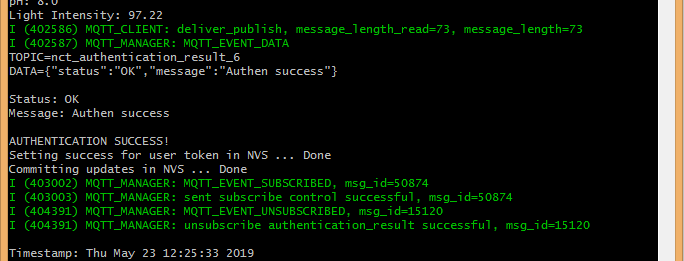 pH: 8.0
Light Intensity: 97.22
I (402586) MQTT_CLIENT: deliver_publish, message_length_read=73, message_length=73
I (402587) MQTT_MANAGER: MQTT_EVENT_DATA
TOPIC=nct_authentication_result_6
DATA={"status":"OK","message":"Authen success"}
Status: OK
Message: Authen success
AUTHENTICATION SUCCESS!
Setting success for user token in NVS ... Done
Committing updates in NVS ... Done
I (403002) MQTT_MANAGER: MQTT_EVENT_SUBSCRIBED, msg_id=50874
I (403003) MQTT_MANAGER: sent subscribe control successful, msg_id=50874
I (404391) MQTT_MANAGER: MQTT_EVENT_UNSUBSCRIBED, msg_id=15120
I (404391) MQTT_MANAGER: unsubscribe authentication_result successful, msg_id=15120
Timestamp: Thu May 23 12:25:33 2019